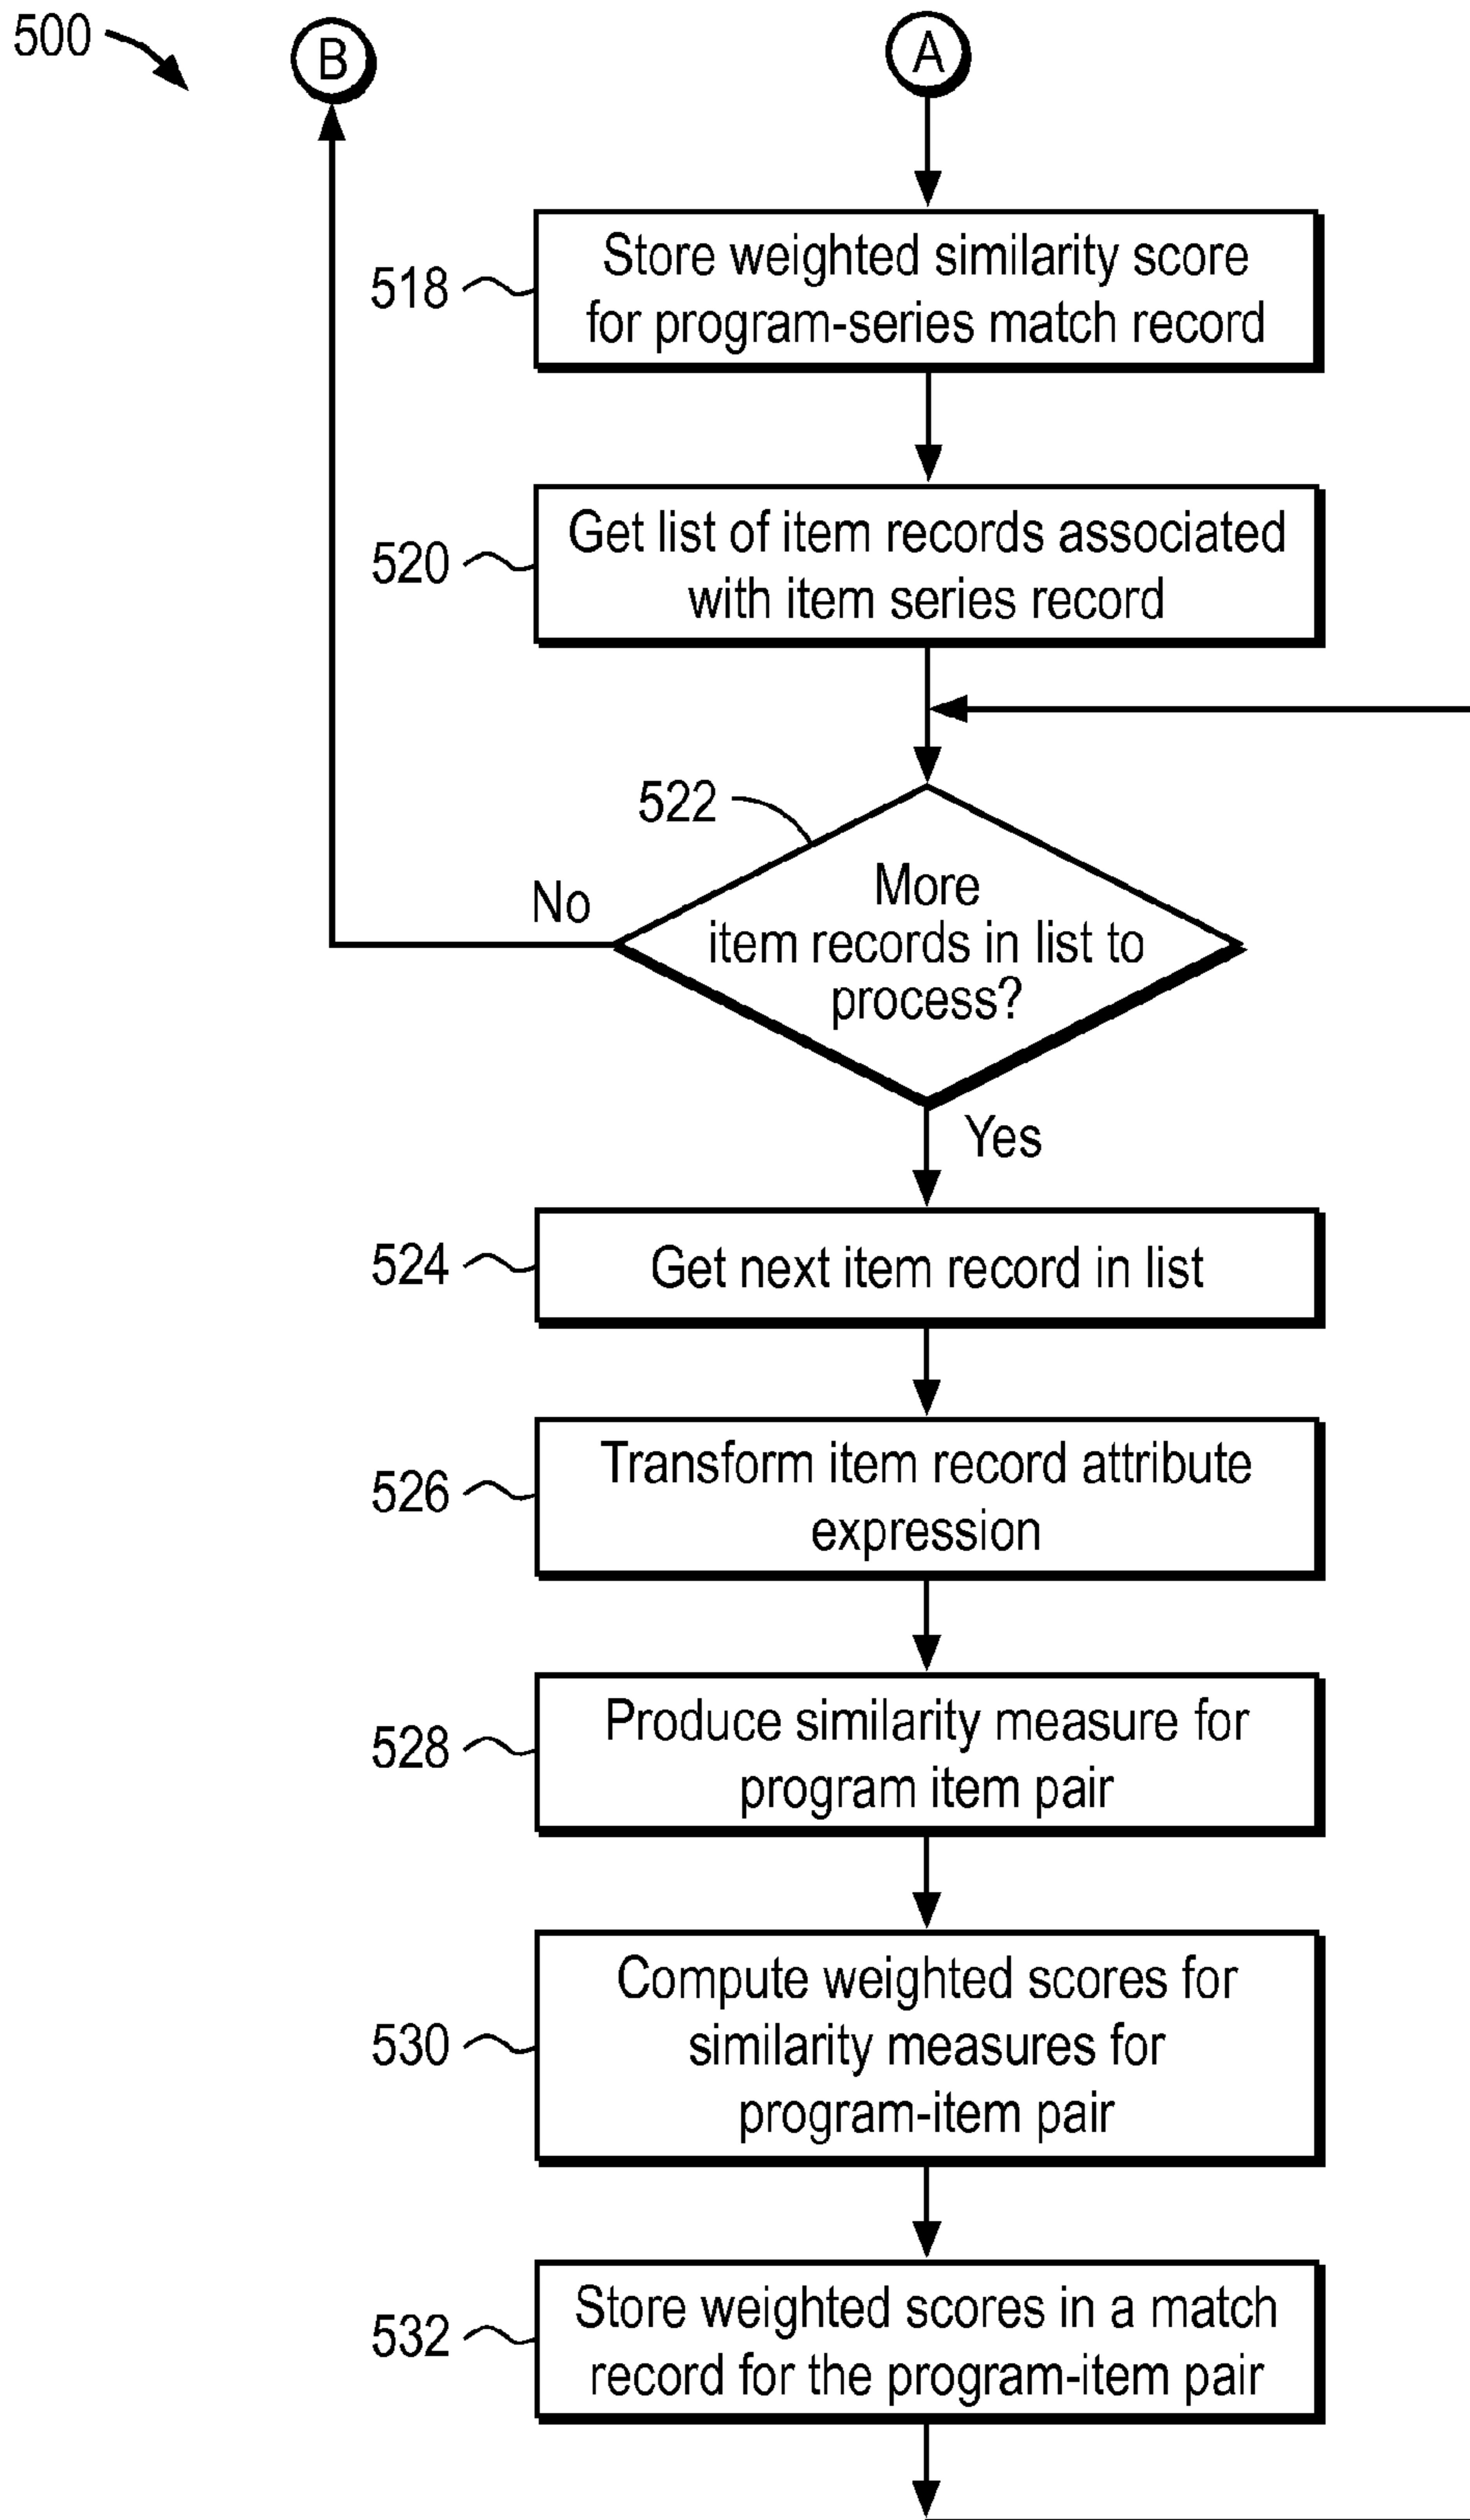 500
B
A
518
Store weighted similarity score
for program-series match record
520
Get list of item records associated
with item series record
522
No
More
item records in list to
process?
Yes
524
Get next item record in list
526
Transform item record attribute
expression
528
Produce similarity measure for
program item pair
530
Compute weighted scores for
similarity measures for
program-item pair
532
Store weighted scores in a match
record for the program-item pair